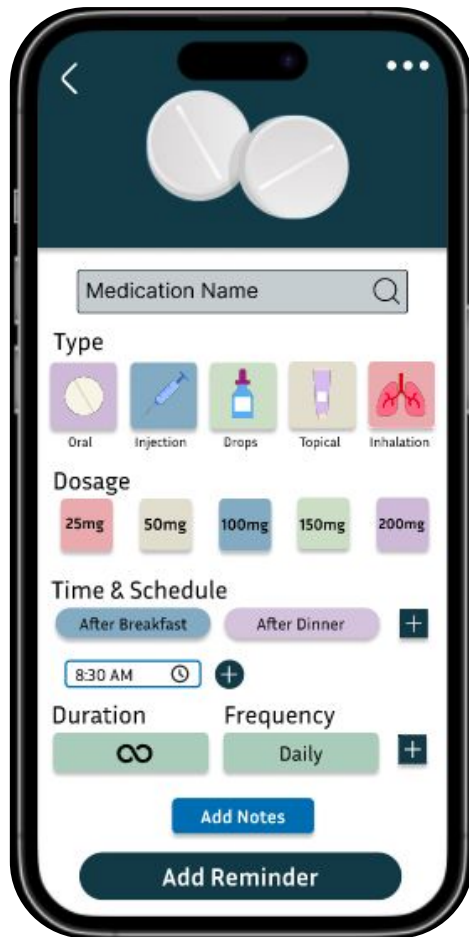 Medication Name
Type
Oral Injection Drops Topical Inhalation
Dosage
25mg 50mg 100mg 150mg 200mg
Time & Schedule
After Breakfast After Dinner +
8:30 AM +
Duration Frequency
∞ Daily +
Add Notes
Add Reminder